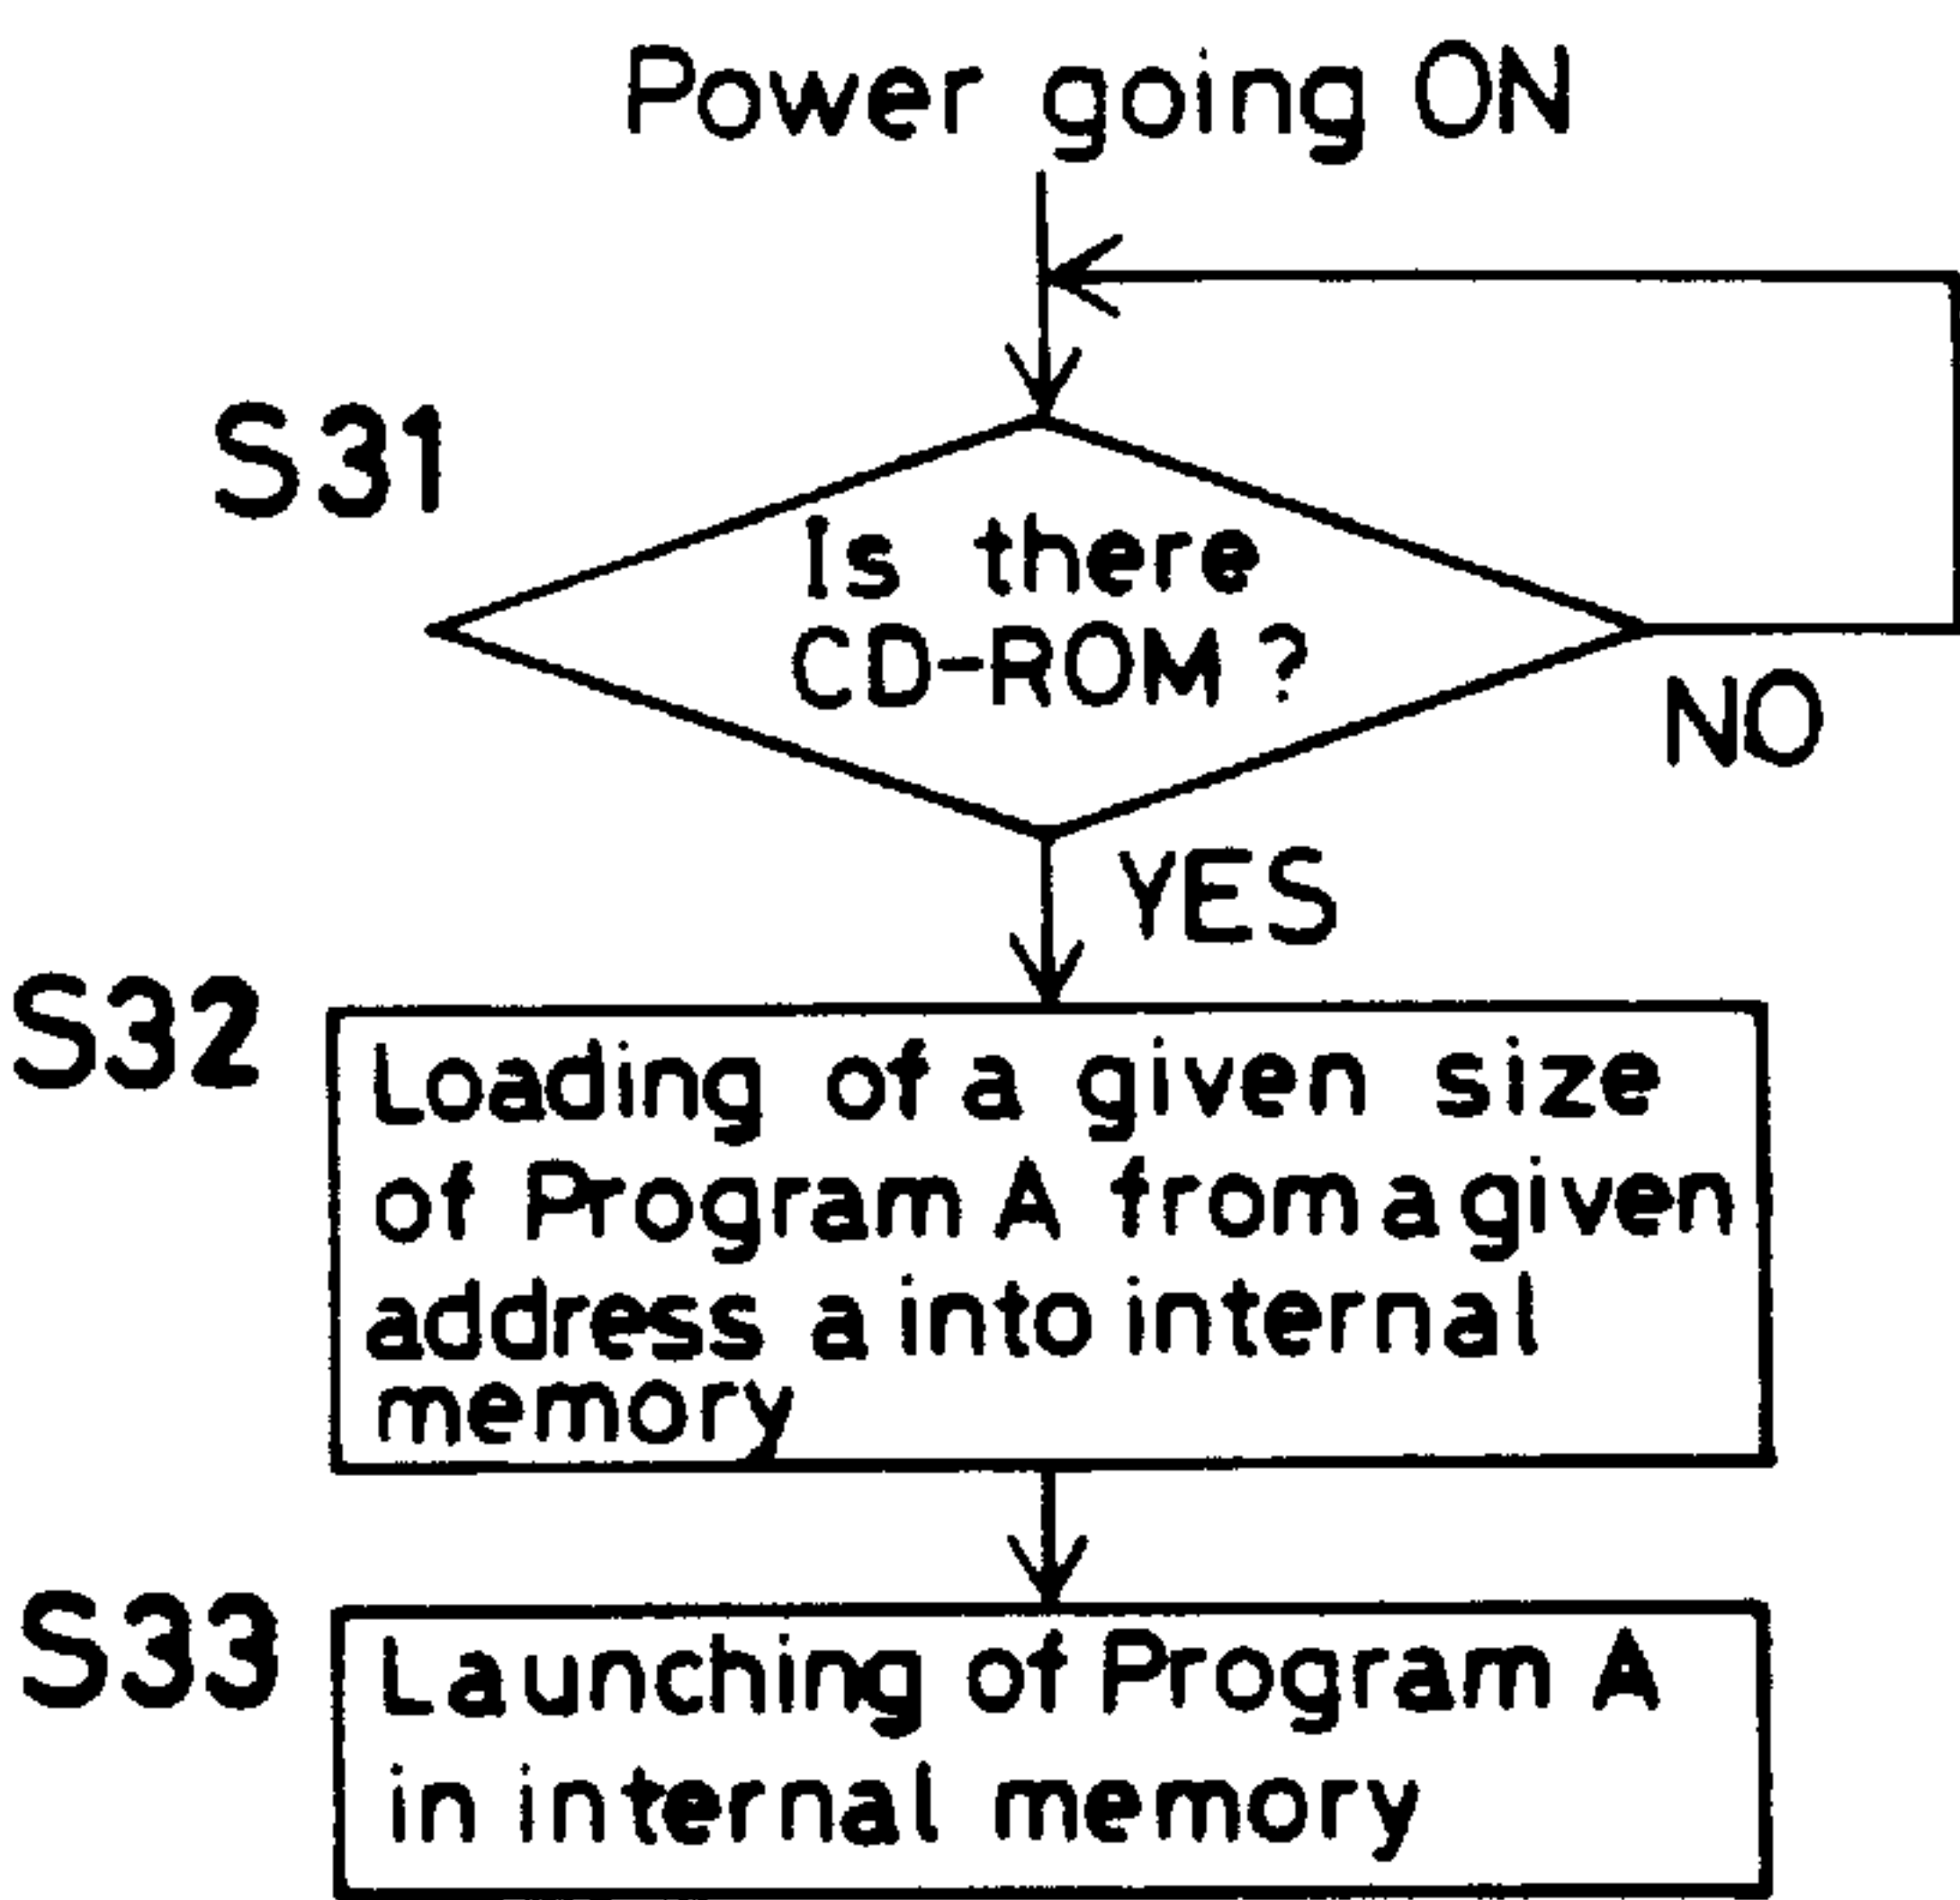 Power going ON
S31
Is there
CD-ROM ?
NO
YES
S32
Loading of a given size
of Program A from a given
address a into internal
memory
S33
Launching of Program A
in internal memory